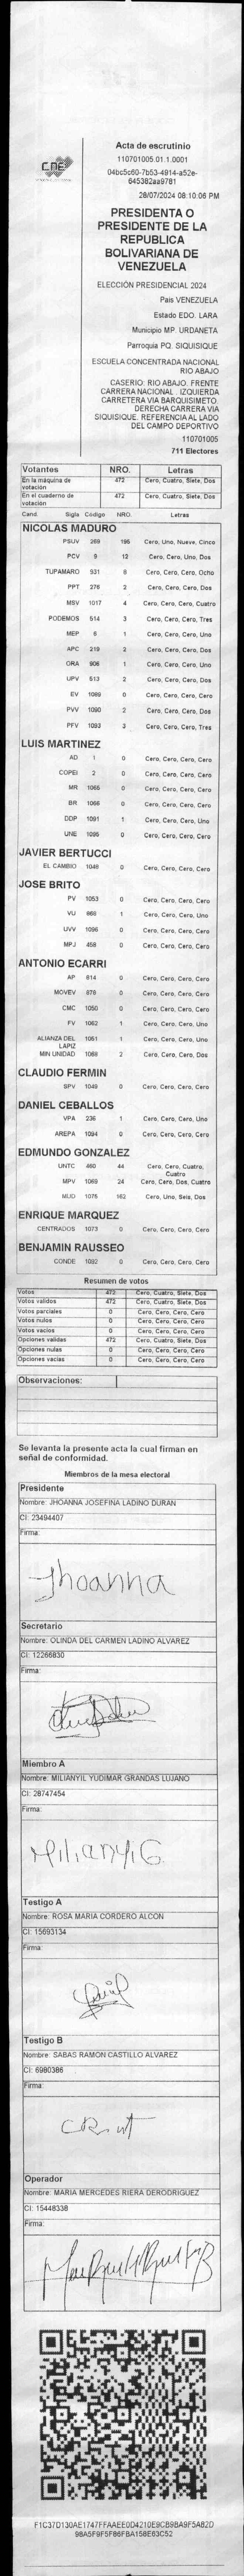 CNE
Acta de escrutinio
110701005.01.1.0001
04bc5c60-7b53-4914-a52e-
645382aa9781
28/07/2024 08:10:06 PM
PRESIDENTA O
PRESIDENTE DE LA
REPUBLICA
BOLIVARIANA DE
VENEZUELA
ELECCIÓN PRESIDENCIAL 2024
Pais VENEZUELA
Estado EDO. LARA
Municipio MP. URDANETA
Parroquia PQ. SIQUISIQUE
ESCUELA CONCENTRADA NACIONAL
RIO ABAJO
CASERIO: RIO ABAJO. FRENTE
CARRERA NACIONAL . IZQUIERDA
CARRETERA VIA BARQUISIMETO.
DERECHA CARRERA VIA
SIQUISIQUE. REFERENCIA AL LADO
DEL CAMPO DEPORTIVO
110701005
711 Electores
Votantes NRO. Letras
En la máquina de votación 472 Cero, Cuatro, Siete, Dos
En el cuaderno de votación 472 Cero, Cuatro, Siete, Dos
Cand. Sigla Código NRO. Letras
NICOLAS MADURO
PSUV 269 195 Cero, Uno, Nueve, Cinco
PCV 9 12 Cero, Cero, Uno, Dos
TUPAMARO 531 8 Cero, Cero, Cero, Ocho
PPT 276 2 Cero, Cero, Cero, Dos
MSV 1017 4 Cero, Cero, Cero, Cuatro
PODEMOS 514 3 Cero, Cero, Cero, Tres
MEP 6 1 Cero, Cero, Cero, Uno
APC 219 2 Cero, Cero, Cero, Dos
ORA 906 1 Cero, Cero, Cero, Uno
UPV 513 2 Cero, Cero, Cero, Dos
EV 1089 0 Cero, Cero, Cero, Cero
PVV 1090 2 Cero, Cero, Cero, Dos
PFV 1093 3 Cero, Cero, Cero, Tres
LUIS MARTINEZ
AD 1 0 Cero, Cero, Cero, Cero
COPEI 2 0 Cero, Cero, Cero, Cero
MR 1065 0 Cero, Cero, Cero, Cero
BR 1066 0 Cero, Cero, Cero, Cero
DDP 1091 1 Cero, Cero, Cero, Uno
UNE 1095 0 Cero, Cero, Cero, Cero
JAVIER BERTUCCI
EL CAMBIO 1048 0 Cero, Cero, Cero, Cero
JOSE BRITO
PV 1053 0 Cero, Cero, Cero, Cero
VU 868 1 Cero, Cero, Cero, Uno
UVV 1096 0 Cero, Cero, Cero, Cero
MPJ 458 0 Cero, Cero, Cero, Cero
ANTONIO ECARRI
AP 814 0 Cero, Cero, Cero, Cero
MOVEV 878 0 Cero, Cero, Cero, Cero
CMC 1050 0 Cero, Cero, Cero, Cero
FV 1062 1 Cero, Cero, Cero, Uno
ALIANZA DEL LAPIZ 1051 1 Cero, Cero, Cero, Uno
MIN UNIDAD 1068 2 Cero, Cero, Cero, Dos
CLAUDIO FERMIN
SPV 1049 0 Cero, Cero, Cero, Cero
DANIEL CEBALLOS
VPA 236 1 Cero, Cero, Cero, Uno
AREPA 1094 0 Cero, Cero, Cero, Cero
EDMUNDO GONZALEZ
UNTC 460 44 Cero, Cero, Cuatro, Cuatro
MPV 1069 24 Cero, Cero, Dos, Cuatro
MUD 1075 162 Cero, Uno, Seis, Dos
ENRIQUE MARQUEZ
CENTRADOS 1073 0 Cero, Cero, Cero, Cero
BENJAMIN RAUSSEO
CONDE 1092 0 Cero, Cero, Cero, Cero
Resumen de votos
Votos 472 Cero, Cuatro, Siete, Dos
Votos validos 472 Cero, Cuatro, Siete, Dos
Votos parciales 0 Cero, Cero, Cero, Cero
Votos nulos 0 Cero, Cero, Cero, Cero
Votos vacios 0 Cero, Cero, Cero, Cero
Opciones validas 472 Cero, Cuatro, Siete, Dos
Opciones nulas 0 Cero, Cero, Cero, Cero
Opciones vacias 0 Cero, Cero, Cero, Cero
Observaciones:
Se levanta la presente acta la cual firman en
señal de conformidad.
Miembros de la mesa electoral
Presidente
Nombre: JHOANNA JOSEFINA LADINO DURAN
CI: 23494407
Firma:
Jhoanna
Secretario
Nombre: OLINDA DEL CARMEN LADINO ALVAREZ
CI: 12266830
Firma:
Miembro A
Nombre: MILIANYIL YUDIMAR GRANDAS LUJANO
CI: 28747454
Firma:
Milianyi G
Testigo A
Nombre: ROSA MARIA CORDERO ALCON
CI: 15693134
Firma:
Testigo B
Nombre: SABAS RAMON CASTILLO ALVAREZ
CI: 6980386
Firma:
Operador
Nombre: MARIA MERCEDES RIERA DERODRIGUEZ
CI: 15448338
Firma:
F1C37D130AE1747FFAAEE0D4210E9CB9BA9F5A82D
98A5F9F5F86FBA158E63C52